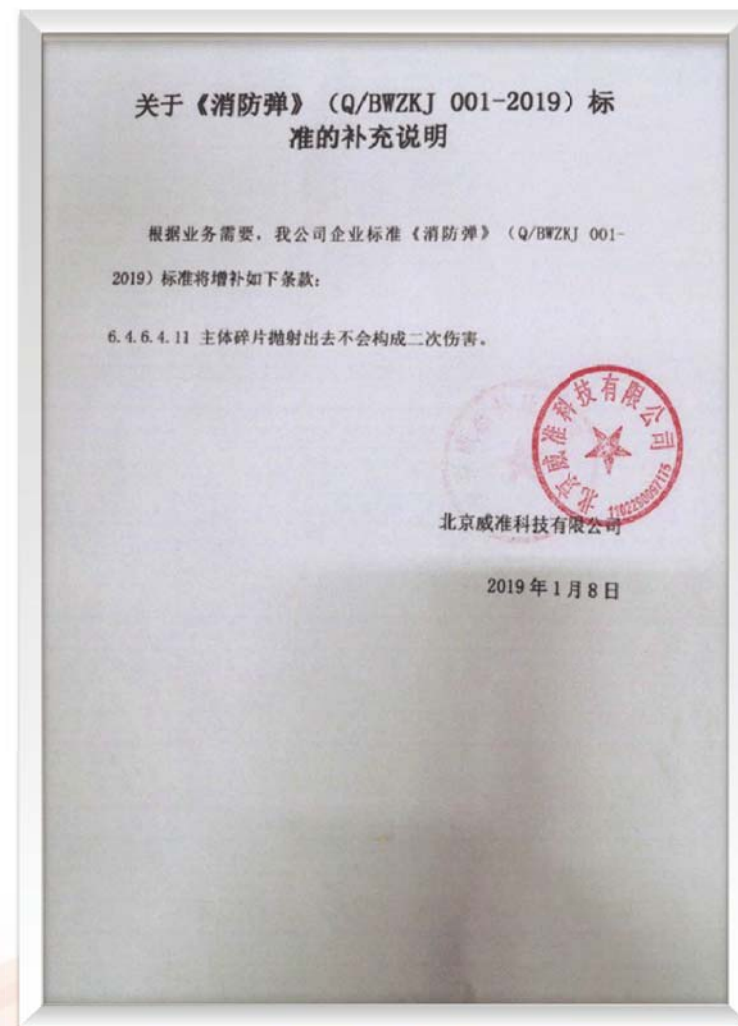 关于《消防弹》（Q/BWZKJ 001-2019）标
准的补充说明
根据业务需要，我公司企业标准《消防弹》（Q/BWZKJ 001-
2019）标准将增补如下条款：
6.4.6.4.11 主体碎片抛射出去不会构成二次伤害。
北京威准科技有限公司
1102290097175
北京威准科技有限公司
2019年1月8日